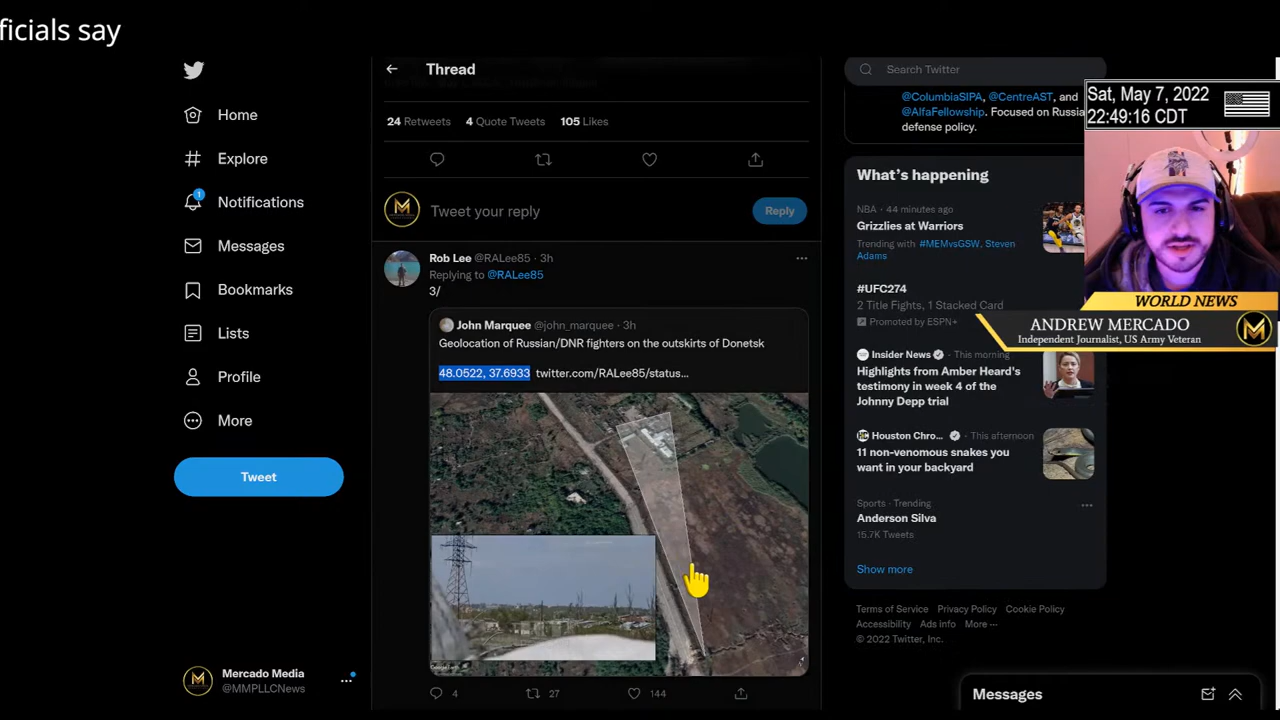 ficials say
Home
Explore
1
Notifications
Messages
Bookmarks
Lists
Profile
More
Tweet
Mercado Media
@MMPLLCNews
Thread
24 Retweets 4 Quote Tweets 105 Likes
Tweet your reply
Reply
Rob Lee @RALee85 · 3h
Replying to @RALee85
3/
John Marquee @john_marquee · 3h
Geolocation of Russian/DNR fighters on the outskirts of Donetsk
48.0522, 37.6933 twitter.com/RALee85/status...
Google Earth
4 27 144
Search Twitter
@ColumbiaSIPA, @CentreAST, and
@AlfaFellowship. Focused on Russia
defense policy.
What's happening
NBA · 44 minutes ago
Grizzlies at Warriors
Trending with #MEMvsGSW, Steven
Adams
#UFC274
2 Title Fights, 1 Stacked Card
Promoted by ESPN+
Insider News · This morning
Highlights from Amber Heard's
testimony in week 4 of the
Johnny Depp trial
Houston Chro... · This afternoon
11 non-venomous snakes you
want in your backyard
Sports · Trending
Anderson Silva
15.7K Tweets
Show more
Terms of Service Privacy Policy Cookie Policy
Accessibility Ads info More ···
© 2022 Twitter, Inc.
Messages
Sat, May 7, 2022
22:49:16 CDT
WORLD NEWS
ANDREW MERCADO
Independent Journalist, US Army Veteran